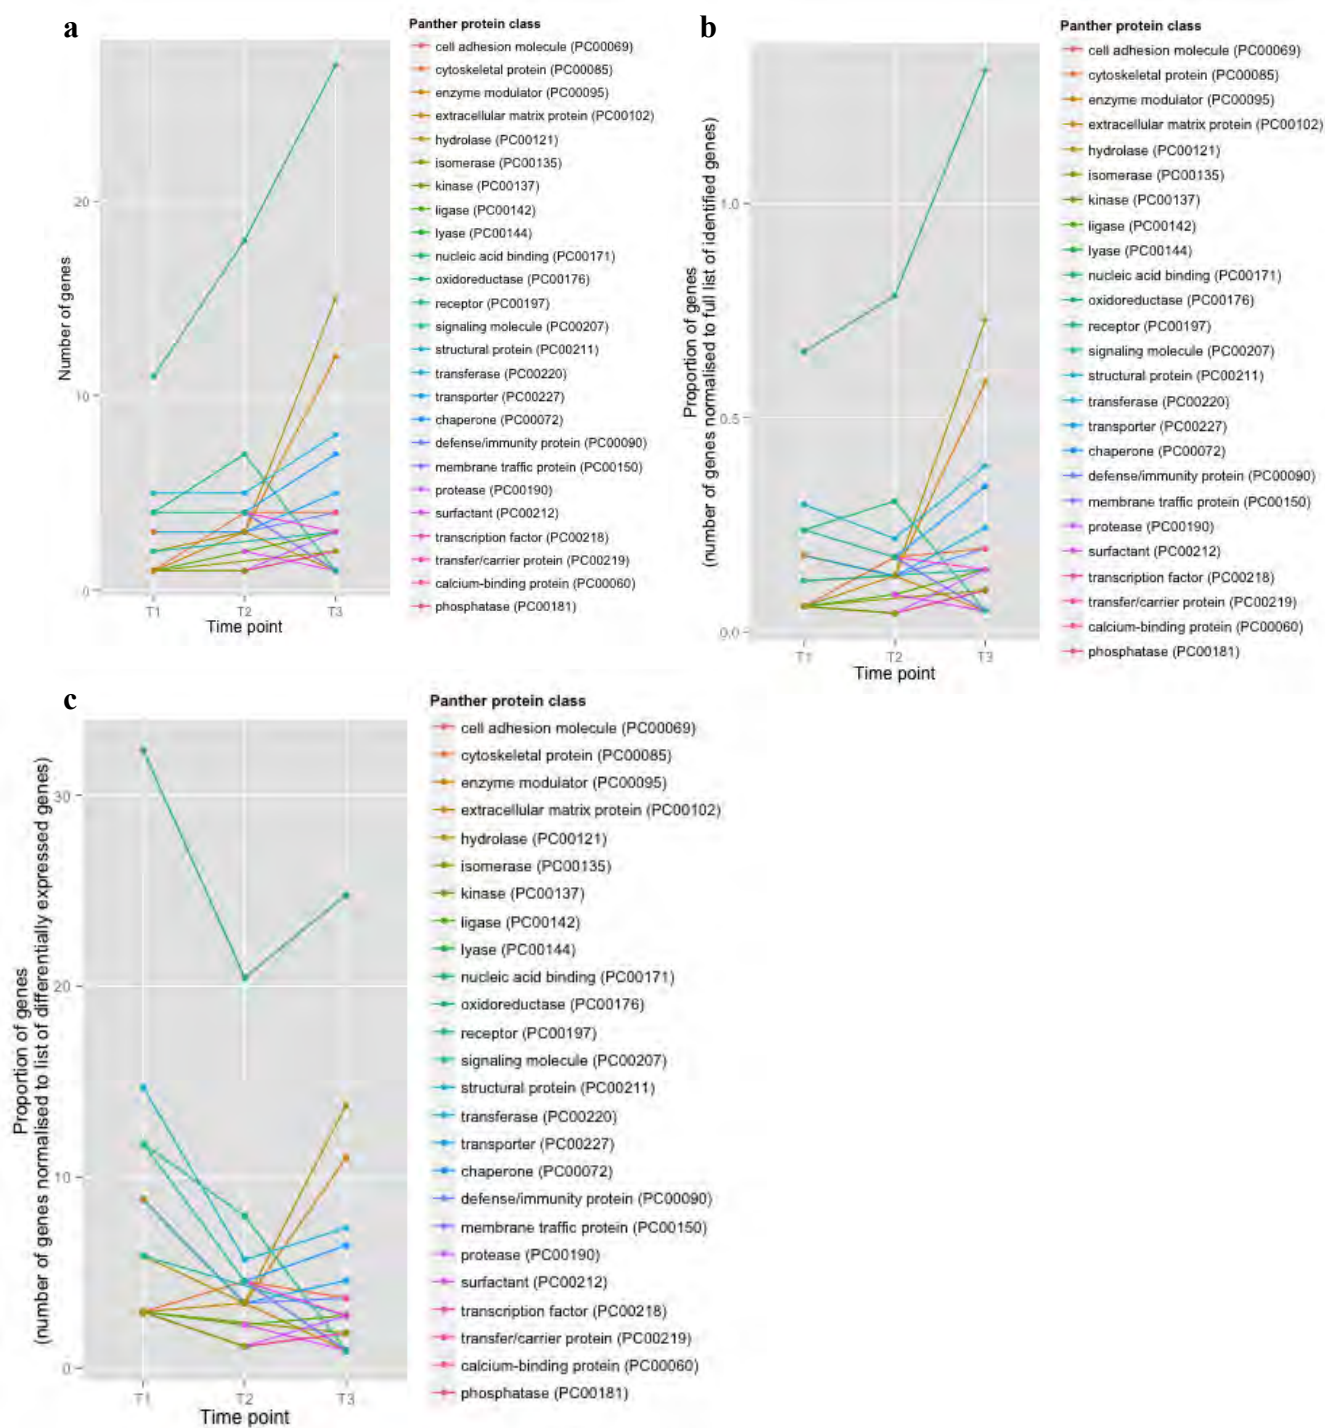 a
Panther protein class
cell adhesion molecule (PC00069)
cytoskeletal protein (PC00085)
enzyme modulator (PC00095)
extracellular matrix protein (PC00102)
hydrolase (PC00121)
isomerase (PC00135)
kinase (PC00137)
ligase (PC00142)
lyase (PC00144)
nucleic acid binding (PC00171)
oxidoreductase (PC00176)
receptor (PC00197)
signaling molecule (PC00207)
structural protein (PC00211)
transferase (PC00220)
transporter (PC00227)
chaperone (PC00072)
defense/immunity protein (PC00090)
membrane traffic protein (PC00150)
protease (PC00190)
surfactant (PC00212)
transcription factor (PC00218)
transfer/carrier protein (PC00219)
calcium-binding protein (PC00060)
phosphatase (PC00181)
Number of genes
20
10
0
T1 T2 T3
Time point
b
Panther protein class
cell adhesion molecule (PC00069)
cytoskeletal protein (PC00085)
enzyme modulator (PC00095)
extracellular matrix protein (PC00102)
hydrolase (PC00121)
isomerase (PC00135)
kinase (PC00137)
ligase (PC00142)
lyase (PC00144)
nucleic acid binding (PC00171)
oxidoreductase (PC00176)
receptor (PC00197)
signaling molecule (PC00207)
structural protein (PC00211)
transferase (PC00220)
transporter (PC00227)
chaperone (PC00072)
defense/immunity protein (PC00090)
membrane traffic protein (PC00150)
protease (PC00190)
surfactant (PC00212)
transcription factor (PC00218)
transfer/carrier protein (PC00219)
calcium-binding protein (PC00060)
phosphatase (PC00181)
Proportion of genes
(number of genes normalised to full list of identified genes)
1.0
0.5
0.0
T1 T2 T3
Time point
c
Panther protein class
cell adhesion molecule (PC00069)
cytoskeletal protein (PC00085)
enzyme modulator (PC00095)
extracellular matrix protein (PC00102)
hydrolase (PC00121)
isomerase (PC00135)
kinase (PC00137)
ligase (PC00142)
lyase (PC00144)
nucleic acid binding (PC00171)
oxidoreductase (PC00176)
receptor (PC00197)
signaling molecule (PC00207)
structural protein (PC00211)
transferase (PC00220)
transporter (PC00227)
chaperone (PC00072)
defense/immunity protein (PC00090)
membrane traffic protein (PC00150)
protease (PC00190)
surfactant (PC00212)
transcription factor (PC00218)
transfer/carrier protein (PC00219)
calcium-binding protein (PC00060)
phosphatase (PC00181)
Proportion of genes
(number of genes normalised to list of differentially expressed genes)
30
20
10
0
T1 T2 T3
Time point